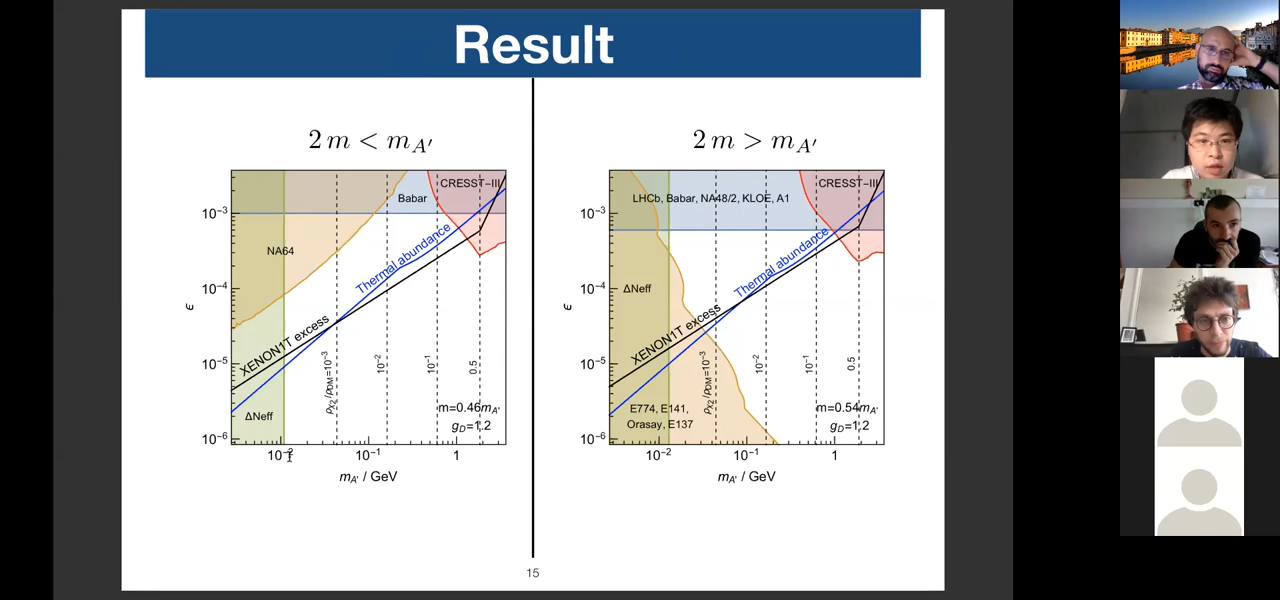 Result
2 m < m_A'
2 m > m_A'
CRESST−III
Babar
NA64
Thermal abundance
XENON1T excess
ΔNeff
ρχ2/ρDM=10⁻³
10⁻²
10⁻¹
0.5
m=0.46m_A'
g_D=1.2
10⁻³
10⁻⁴
10⁻⁵
10⁻⁶
ϵ
10⁻²
10⁻¹
1
m_A' / GeV
CRESST−III
LHCb, Babar, NA48/2, KLOE, A1
ΔNeff
Thermal abundance
XENON1T excess
E774, E141,
Orasay, E137
ρχ2/ρDM=10⁻³
10⁻²
10⁻¹
0.5
m=0.54m_A'
g_D=1.2
10⁻³
10⁻⁴
10⁻⁵
10⁻⁶
ϵ
10⁻²
10⁻¹
1
m_A' / GeV
15